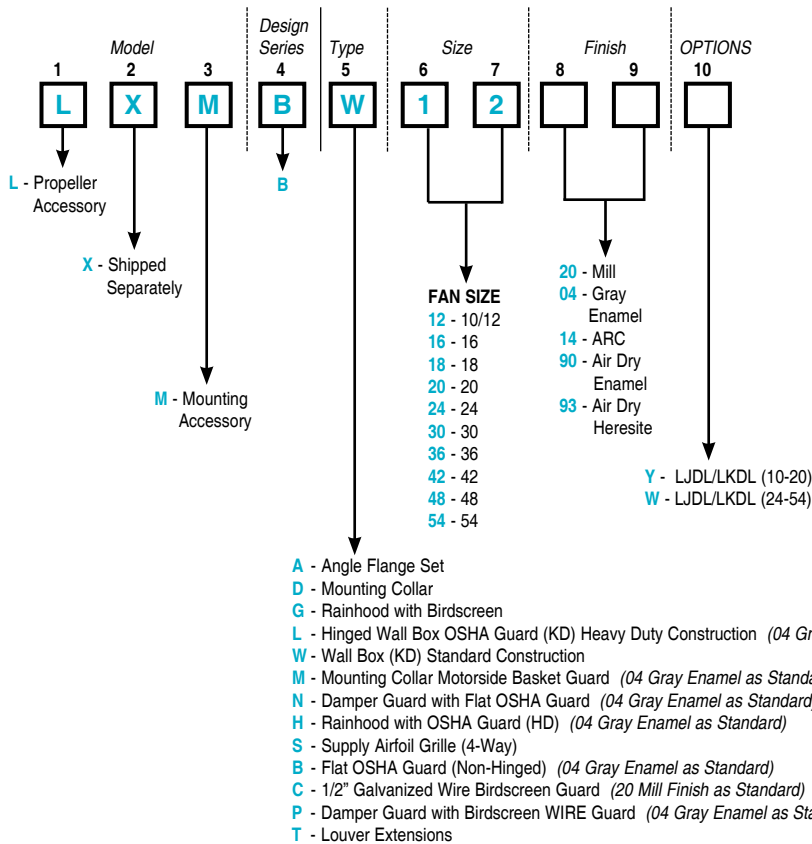 Model
Design Series
Type
Size
Finish
OPTIONS
1 2 3 4 5 6 7 8 9 10
L X M B W 1 2
L - Propeller
Accessory
X - Shipped
Separately
M - Mounting
Accessory
B
FAN SIZE
12 - 10/12
16 - 16
18 - 18
20 - 20
24 - 24
30 - 30
36 - 36
42 - 42
48 - 48
54 - 54
20 - Mill
04 - Gray
Enamel
14 - ARC
90 - Air Dry
Enamel
93 - Air Dry
Heresite
Y - LJDL/LKDL (10-20)
W - LJDL/LKDL (24-54)
A - Angle Flange Set
D - Mounting Collar
G - Rainhood with Birdscreen
L - Hinged Wall Box OSHA Guard (KD) Heavy Duty Construction (04 Gr
W - Wall Box (KD) Standard Construction
M - Mounting Collar Motorside Basket Guard (04 Gray Enamel as Standa
N - Damper Guard with Flat OSHA Guard (04 Gray Enamel as Standard)
H - Rainhood with OSHA Guard (HD) (04 Gray Enamel as Standard)
S - Supply Airfoil Grille (4-Way)
B - Flat OSHA Guard (Non-Hinged) (04 Gray Enamel as Standard)
C - 1/2" Galvanized Wire Birdscreen Guard (20 Mill Finish as Standard)
P - Damper Guard with Birdscreen WIRE Guard (04 Gray Enamel as Sta
T - Louver Extensions